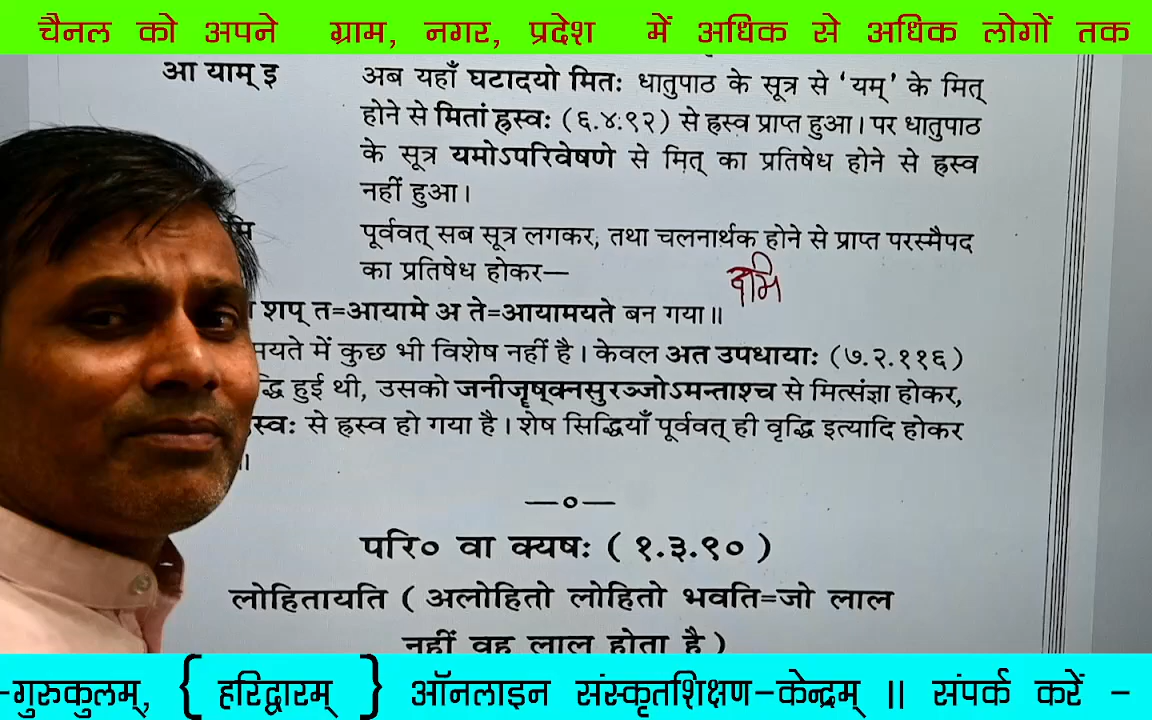 चैनल को अपने ग्राम, नगर, प्रदेश में अधिक से अधिक लोगों तक
आ याम् इ अब यहाँ घटादयो मितः धातुपाठ के सूत्र से ‘यम्’ के मित्
होने से मितां ह्रस्वः (६.४.९२) से ह्रस्व प्राप्त हुआ। पर धातुपाठ
के सूत्र यमोऽपरिवेषणे से मित् का प्रतिषेध होने से ह्रस्व
नहीं हुआ।
पूर्ववत् सब सूत्र लगकर, तथा चलनार्थक होने से प्राप्त परस्मैपद
का प्रतिषेध होकर—
दमि
शप् त=आयामे अ ते=आयामयते बन गया॥
मयते में कुछ भी विशेष नहीं है। केवल अत उपधायाः (७.२.११६)
द्धि हुई थी, उसको जनीजॄष्क्नसुरञ्जोऽमन्ताश्च से मित्संज्ञा होकर,
स्वः से ह्रस्व हो गया है। शेष सिद्धियाँ पूर्ववत् ही वृद्धि इत्यादि होकर
॥
—०—
परि० वा क्यषः (१.३.९०)
लोहितायति (अलोहितो लोहितो भवति=जो लाल
नहीं वह लाल होता है)
-गुरुकुलम्, { हरिद्वारम् } ऑनलाइन संस्कृतशिक्षण-केन्द्रम् ॥ संपर्क करें -